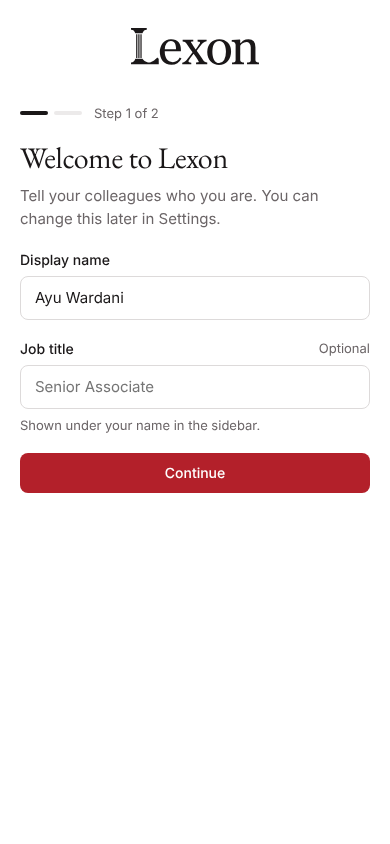 Lexon
Step 1 of 2
Welcome to Lexon
Tell your colleagues who you are. You can
change this later in Settings.
Display name
Ayu Wardani
Job title
Optional
Senior Associate
Shown under your name in the sidebar.
Continue